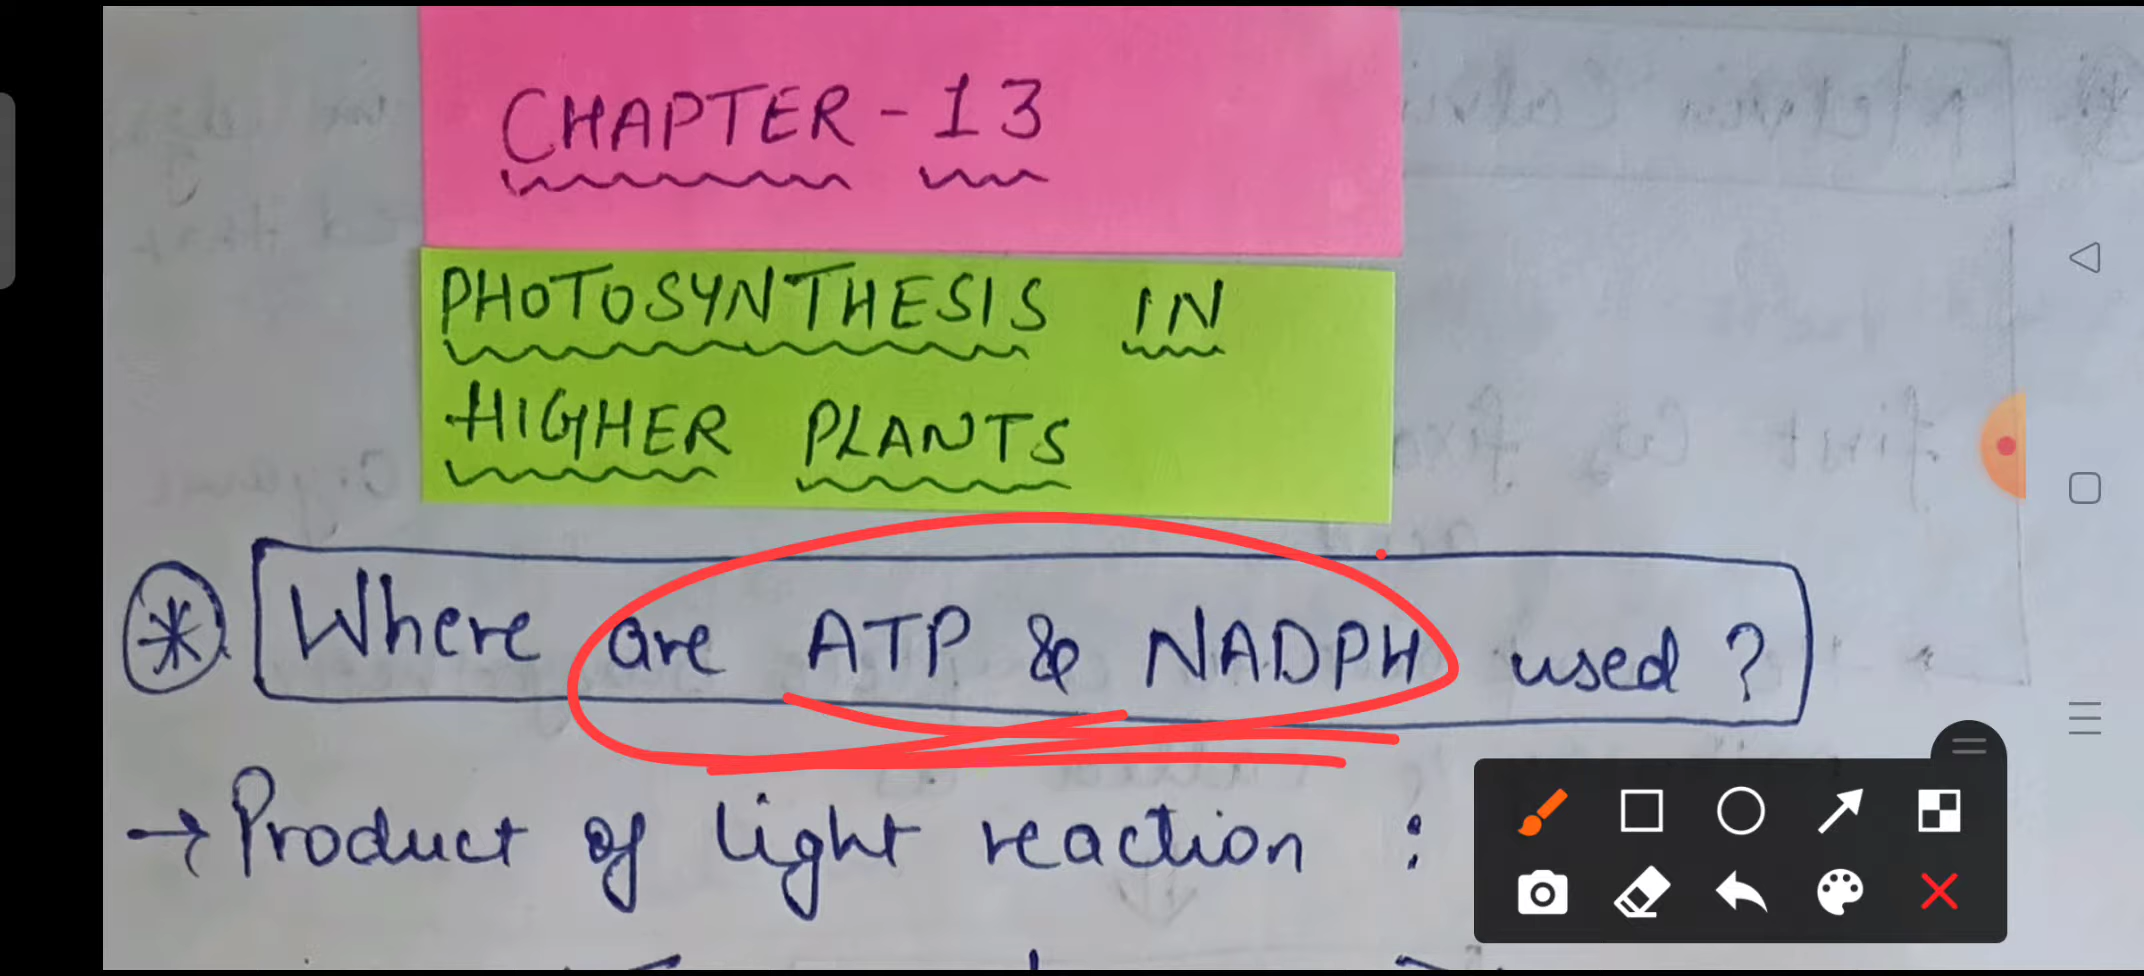 CHAPTER - 13
PHOTOSYNTHESIS IN
HIGHER PLANTS
* Where are ATP & NADPH used ?
→ Product of light reaction :